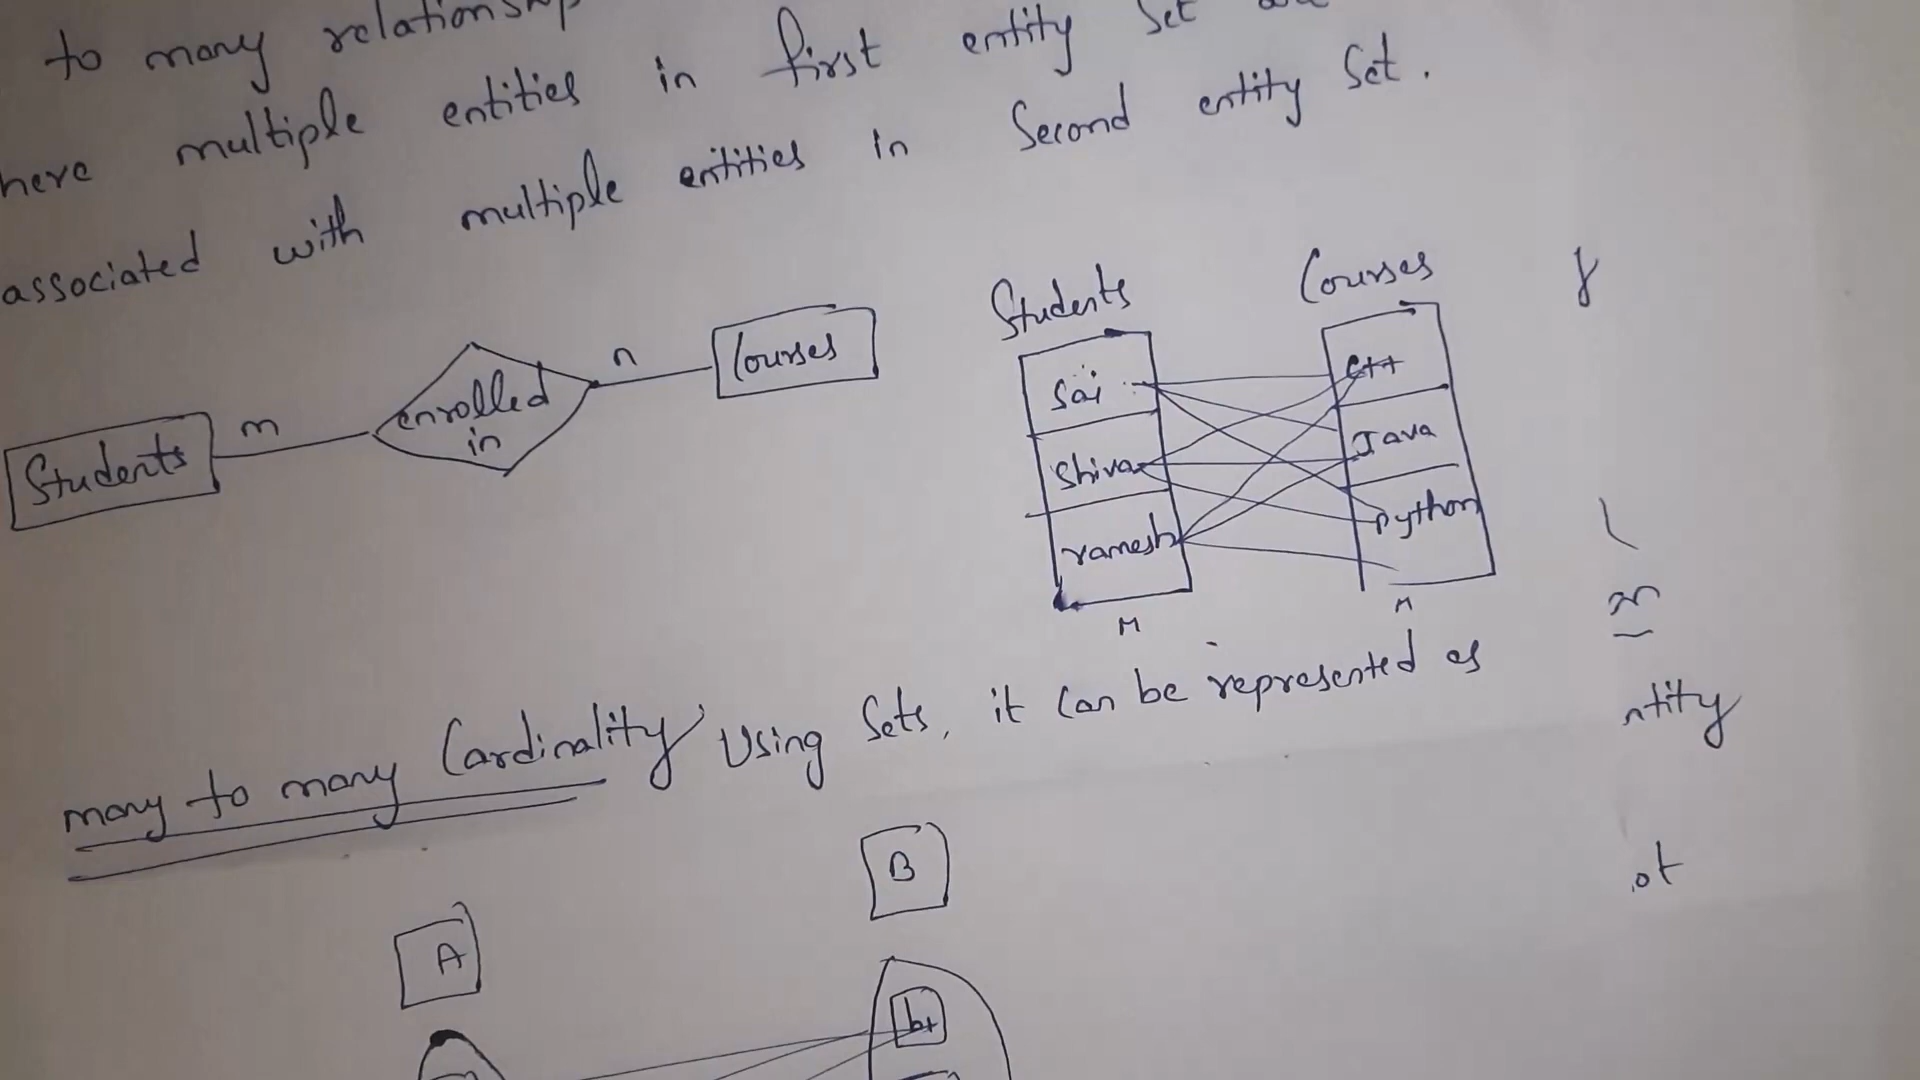 to many relationship
here multiple entities in first entity set
associated with multiple entities in Second entity Set.
Students m enrolled in n Courses
Students Courses
Sai C++
Shiva Java
ramesh python
M
many to many Cardinality Using Sets, it can be represented as
ntity
ot
A B
b1